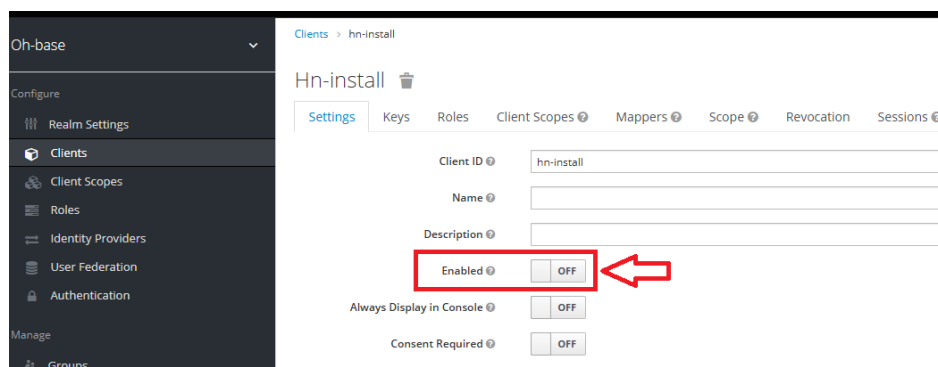 Oh-base
Configure
Realm Settings
Clients
Client Scopes
Roles
Identity Providers
User Federation
Authentication
Manage
Groups
Clients > hn-install
Hn-install
Settings Keys Roles Client Scopes Mappers Scope Revocation Sessions
Client ID hn-install
Name
Description
Enabled OFF
Always Display in Console OFF
Consent Required OFF